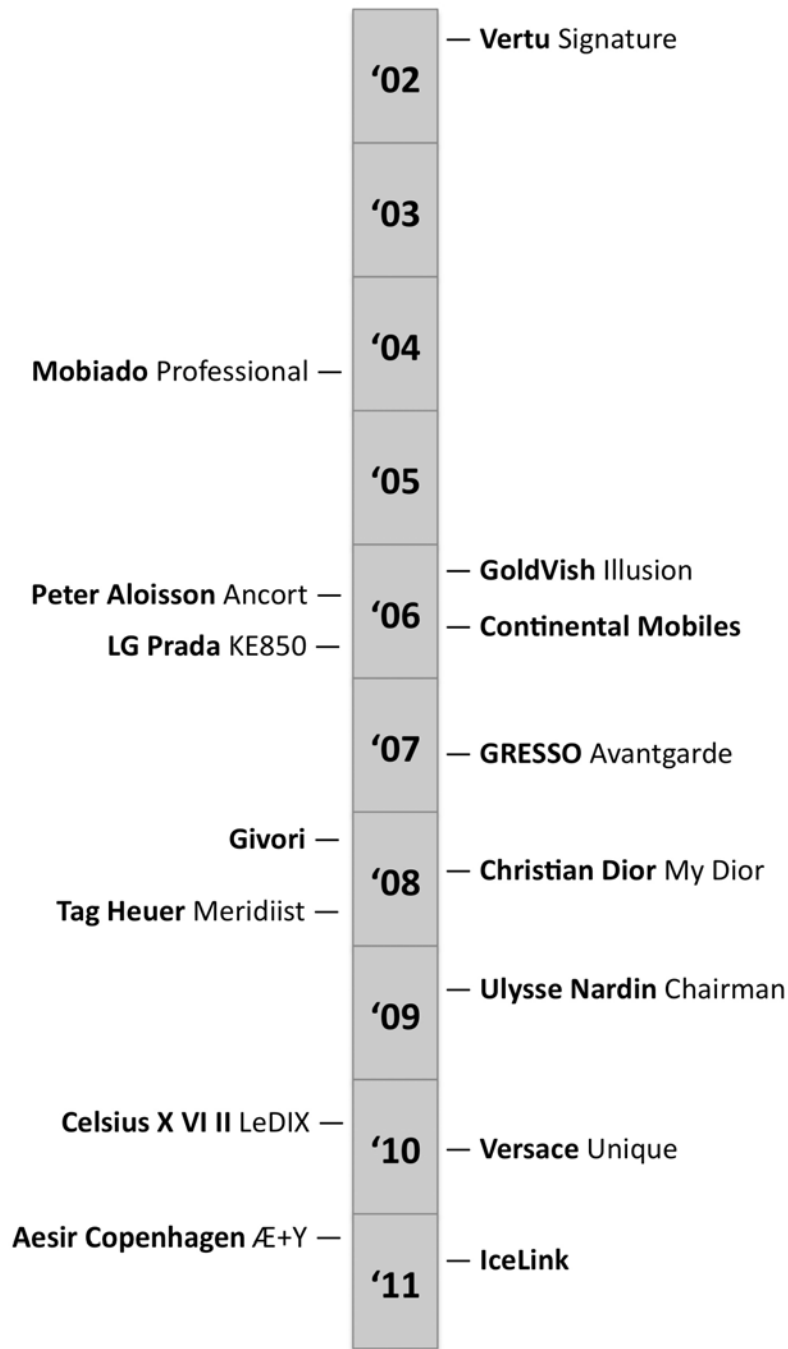 Vertu Signature
‘02
‘03
‘04
Mobiado Professional
‘05
GoldVish Illusion
Peter Aloisson Ancort
‘06
Continental Mobiles
LG Prada KE850
‘07
GRESSO Avantgarde
Givori
Christian Dior My Dior
‘08
Tag Heuer Meridiist
Ulysse Nardin Chairman
‘09
Celsius X VI II LeDIX
‘10
Versace Unique
Aesir Copenhagen Æ+Y
IceLink
‘11